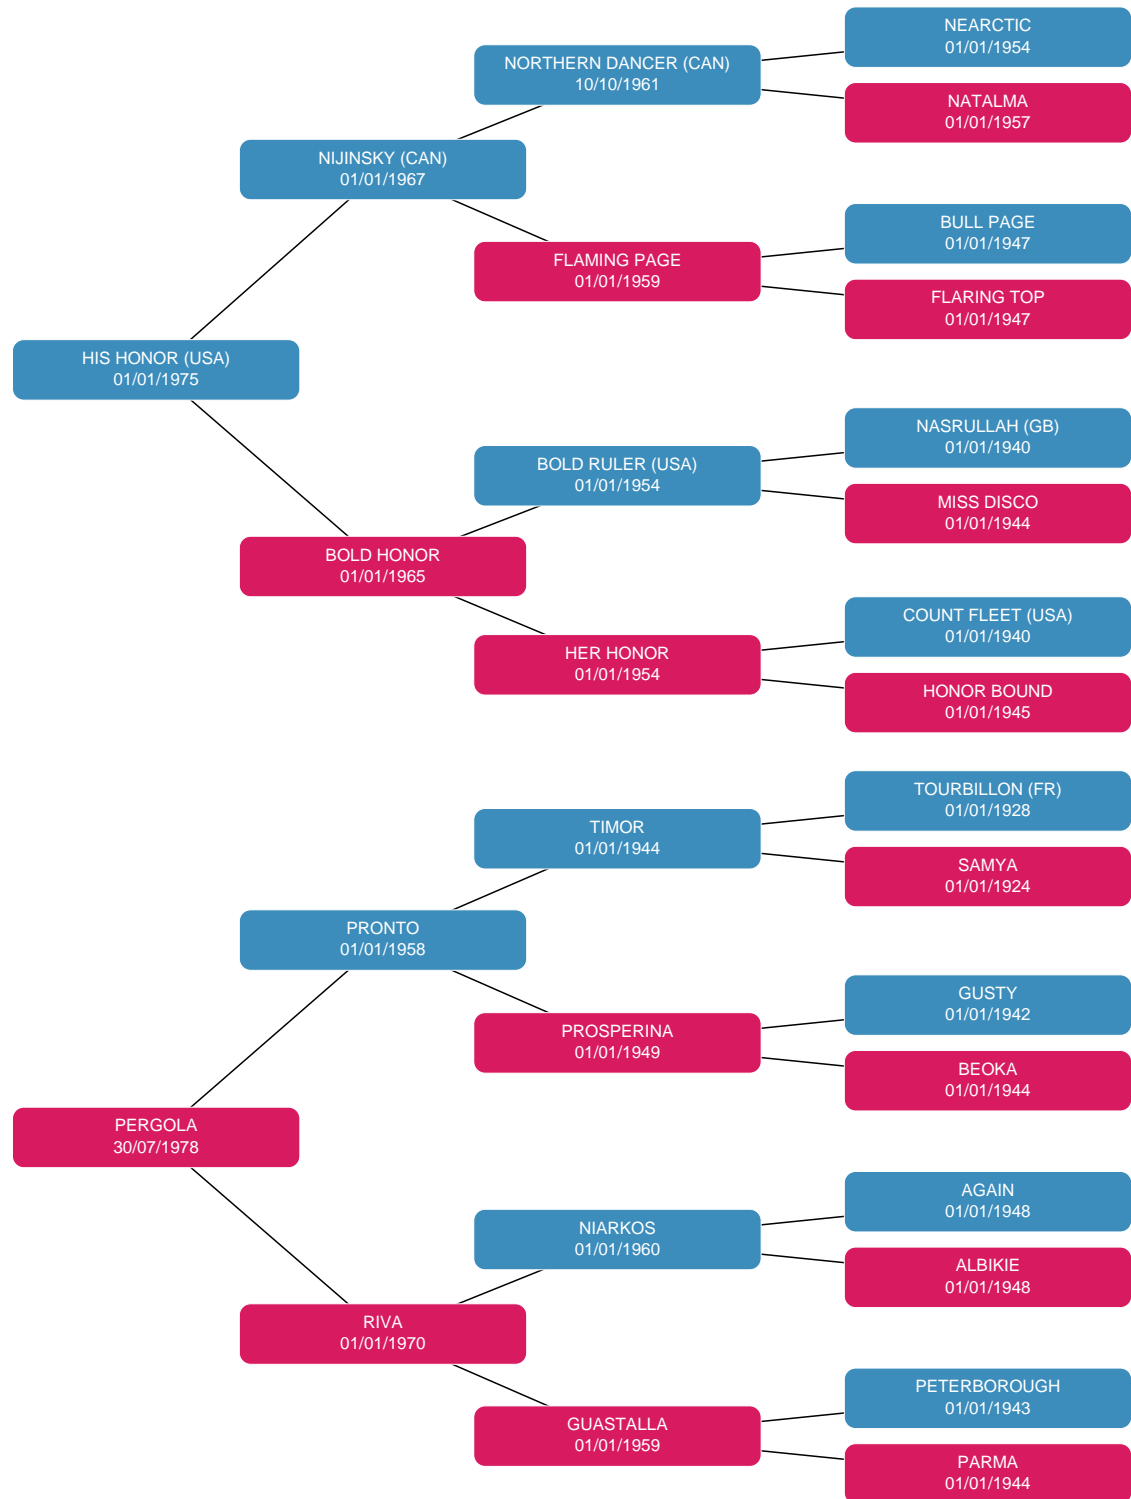 NEARCTIC
01/01/1954
NORTHERN DANCER (CAN)
10/10/1961
NATALMA
01/01/1957
NIJINSKY (CAN)
01/01/1967
BULL PAGE
01/01/1947
FLAMING PAGE
01/01/1959
FLARING TOP
01/01/1947
HIS HONOR (USA)
01/01/1975
NASRULLAH (GB)
01/01/1940
BOLD RULER (USA)
01/01/1954
MISS DISCO
01/01/1944
BOLD HONOR
01/01/1965
COUNT FLEET (USA)
01/01/1940
HER HONOR
01/01/1954
HONOR BOUND
01/01/1945
TOURBILLON (FR)
01/01/1928
TIMOR
01/01/1944
SAMYA
01/01/1924
PRONTO
01/01/1958
GUSTY
01/01/1942
PROSPERINA
01/01/1949
BEOKA
01/01/1944
PERGOLA
30/07/1978
AGAIN
01/01/1948
NIARKOS
01/01/1960
ALBIKIE
01/01/1948
RIVA
01/01/1970
PETERBOROUGH
01/01/1943
GUASTALLA
01/01/1959
PARMA
01/01/1944